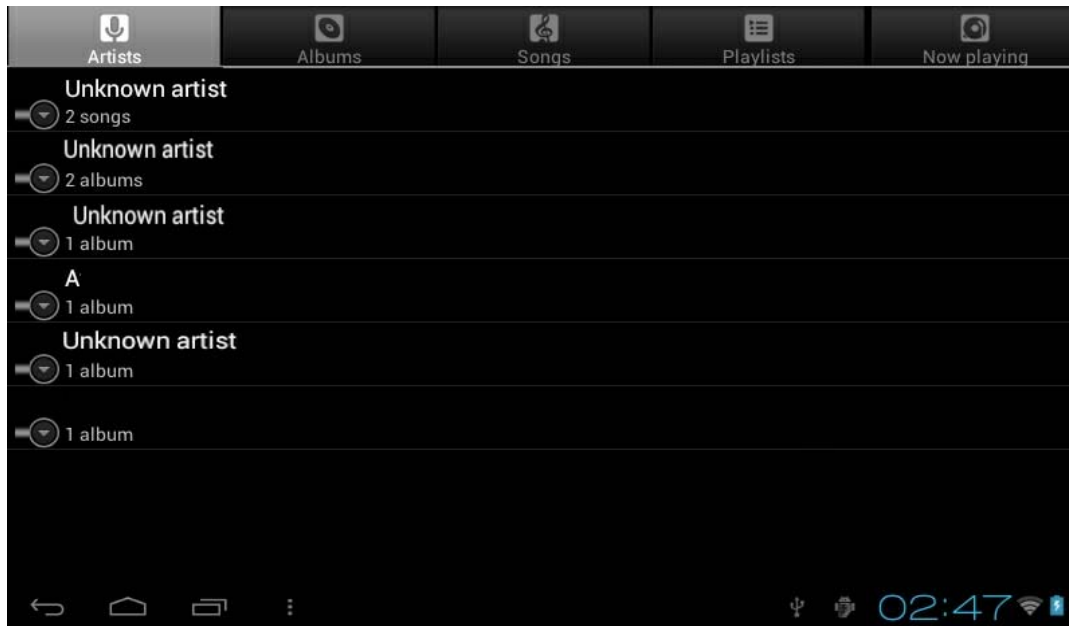 Artists
Albums
Songs
Playlists
Now playing
Unknown artist
2 songs
Unknown artist
2 albums
Unknown artist
1 album
A
1 album
Unknown artist
1 album
1 album
02:47